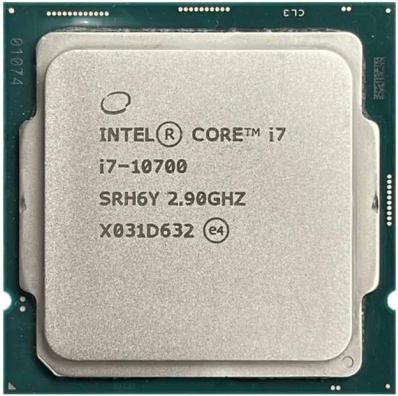 CL3
01074
INTEL® CORE™ i7
i7-10700
SRH6Y 2.90GHZ
X031D632 e4